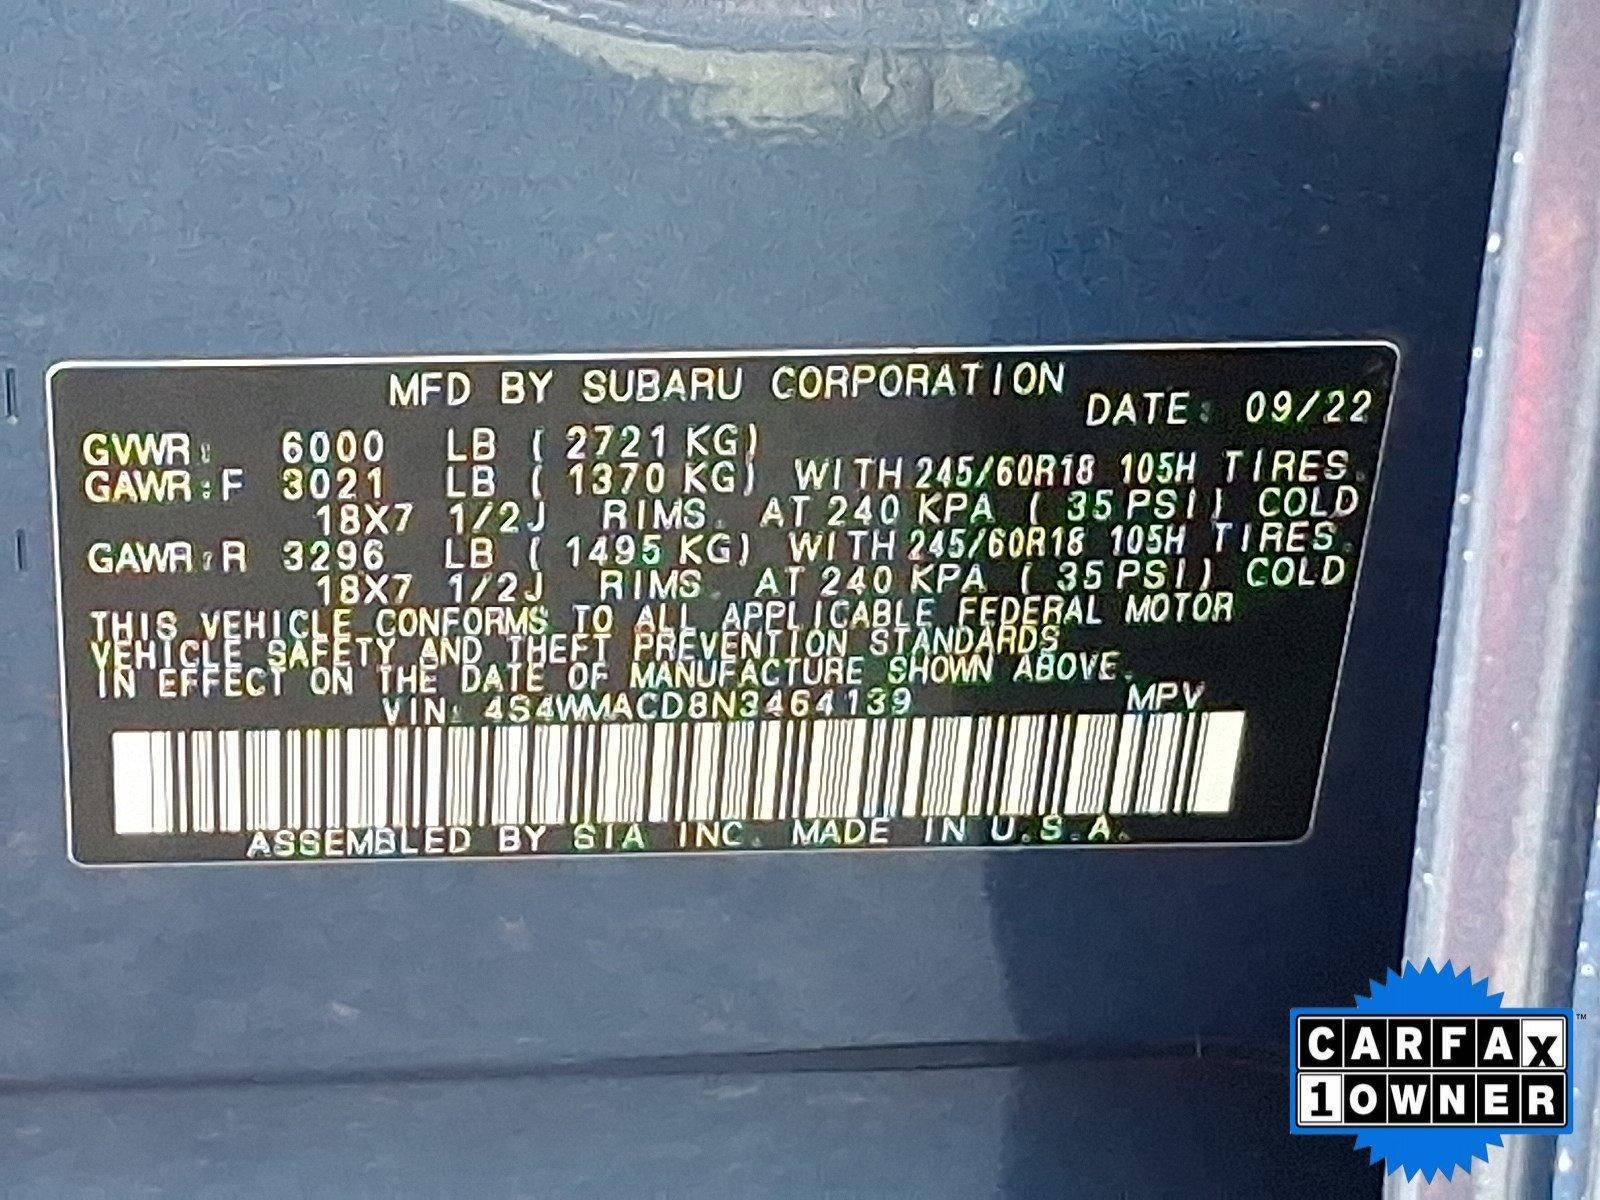 MFD BY SUBARU CORPORATION
DATE: 09/22
GVWR: 6000 LB ( 2721 KG)
GAWR:F 3021 LB ( 1370 KG) WITH 245/60R18 105H TIRES.
18X7 1/2J RIMS. AT 240 KPA ( 35 PSI) COLD
GAWR:R 3296 LB ( 1495 KG) WITH 245/60R18 105H TIRES.
18X7 1/2J RIMS. AT 240 KPA ( 35 PSI) COLD
THIS VEHICLE CONFORMS TO ALL APPLICABLE FEDERAL MOTOR
VEHICLE SAFETY AND THEFT PREVENTION STANDARDS
IN EFFECT ON THE DATE OF MANUFACTURE SHOWN ABOVE.
VIN: 4S4WMACD8N3464139 MPV
ASSEMBLED BY SIA INC. MADE IN U.S.A.
CARFAX™
1 OWNER